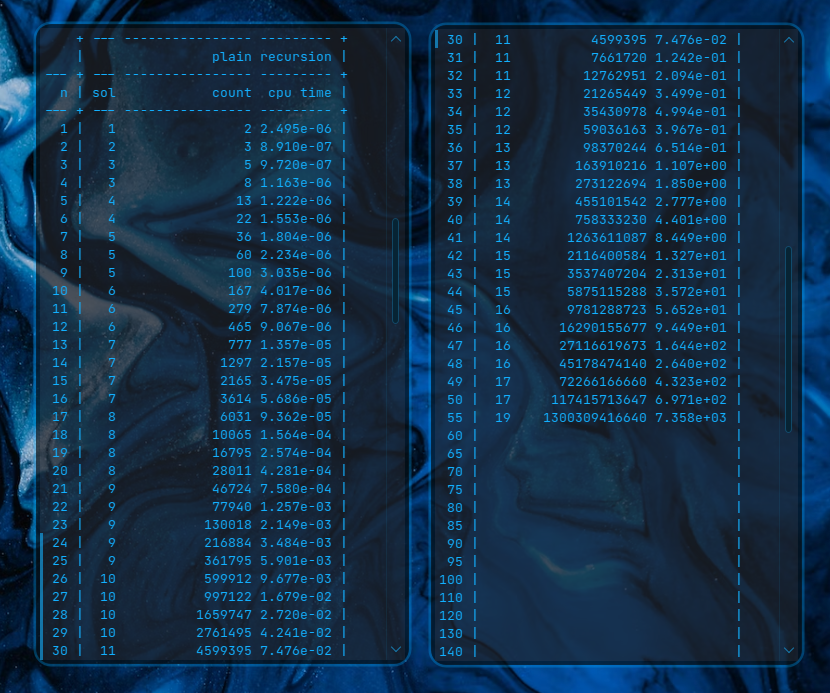 + --- ---------------- --------- +
| plain recursion |
--- + --- ---------------- --------- +
n | sol count cpu time |
--- + --- ---------------- --------- +
1 | 1 2 2.495e-06 |
2 | 2 3 8.910e-07 |
3 | 3 5 9.720e-07 |
4 | 3 8 1.163e-06 |
5 | 4 13 1.222e-06 |
6 | 4 22 1.553e-06 |
7 | 5 36 1.804e-06 |
8 | 5 60 2.234e-06 |
9 | 5 100 3.035e-06 |
10 | 6 167 4.017e-06 |
11 | 6 279 7.874e-06 |
12 | 6 465 9.067e-06 |
13 | 7 777 1.357e-05 |
14 | 7 1297 2.157e-05 |
15 | 7 2165 3.475e-05 |
16 | 7 3614 5.686e-05 |
17 | 8 6031 9.362e-05 |
18 | 8 10065 1.564e-04 |
19 | 8 16795 2.574e-04 |
20 | 8 28011 4.281e-04 |
21 | 9 46724 7.580e-04 |
22 | 9 77940 1.257e-03 |
23 | 9 130018 2.149e-03 |
24 | 9 216884 3.484e-03 |
25 | 9 361795 5.901e-03 |
26 | 10 599912 9.677e-03 |
27 | 10 997122 1.679e-02 |
28 | 10 1659747 2.720e-02 |
29 | 10 2761495 4.241e-02 |
30 | 11 4599395 7.476e-02 |
30 | 11 4599395 7.476e-02 |
31 | 11 7661720 1.242e-01 |
32 | 11 12762951 2.094e-01 |
33 | 12 21265449 3.499e-01 |
34 | 12 35430978 4.994e-01 |
35 | 12 59036163 3.967e-01 |
36 | 13 98370244 6.514e-01 |
37 | 13 163910216 1.107e+00 |
38 | 13 273122694 1.850e+00 |
39 | 14 455101542 2.777e+00 |
40 | 14 758333230 4.401e+00 |
41 | 14 1263611087 8.449e+00 |
42 | 15 2116400584 1.327e+01 |
43 | 15 3537407204 2.313e+01 |
44 | 15 5875115288 3.572e+01 |
45 | 16 9781288723 5.652e+01 |
46 | 16 16290155677 9.449e+01 |
47 | 16 27116619673 1.644e+02 |
48 | 16 45178474140 2.640e+02 |
49 | 17 72266166660 4.323e+02 |
50 | 17 117415713647 6.971e+02 |
55 | 19 1300309416640 7.358e+03 |
60 | |
65 | |
70 | |
75 | |
80 | |
85 | |
90 | |
95 | |
100 | |
110 | |
120 | |
130 | |
140 | |